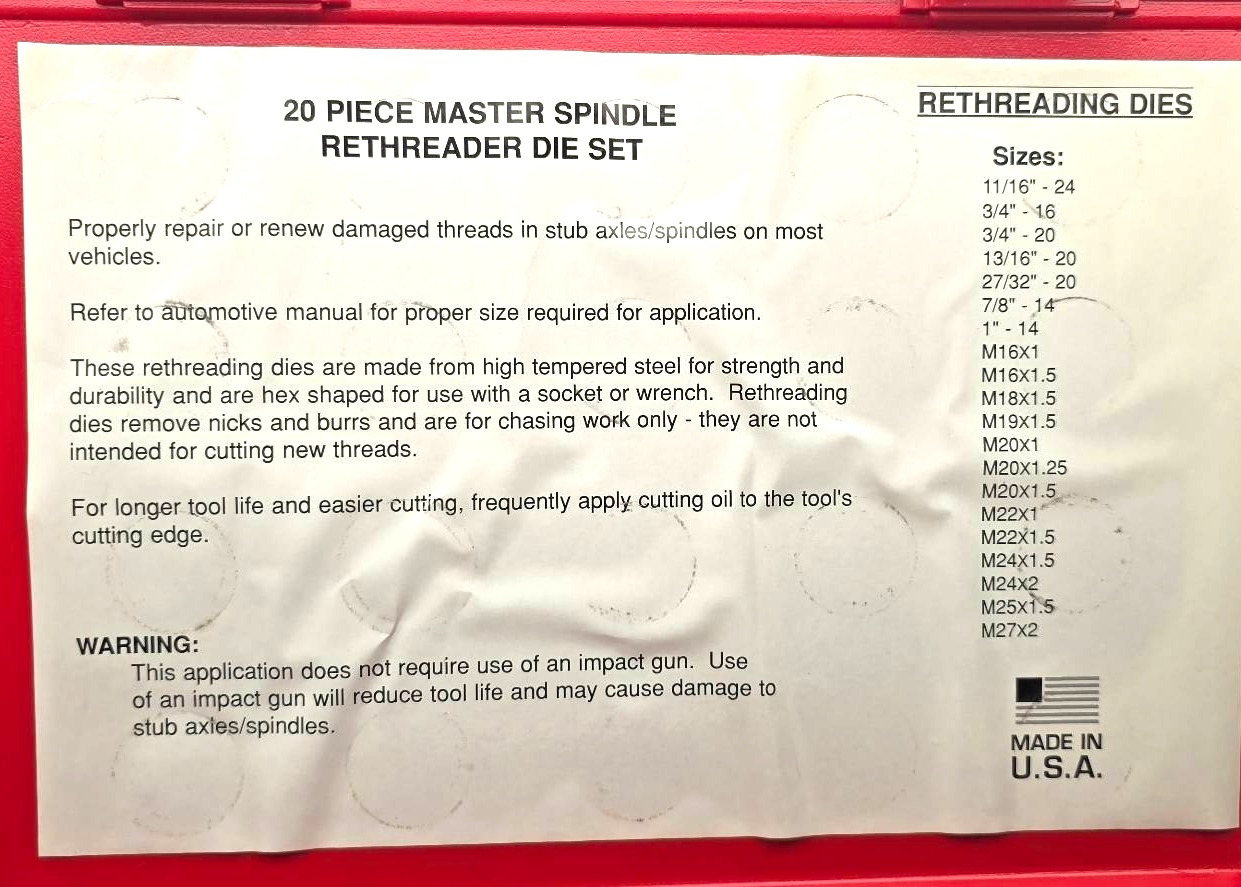 20 PIECE MASTER SPINDLE
RETHREADER DIE SET
Properly repair or renew damaged threads in stub axles/spindles on most
vehicles.
Refer to automotive manual for proper size required for application.
These rethreading dies are made from high tempered steel for strength and
durability and are hex shaped for use with a socket or wrench.  Rethreading
dies remove nicks and burrs and are for chasing work only - they are not
intended for cutting new threads.
For longer tool life and easier cutting, frequently apply cutting oil to the tool's
cutting edge.
WARNING:
This application does not require use of an impact gun.  Use
of an impact gun will reduce tool life and may cause damage to
stub axles/spindles.
RETHREADING DIES
Sizes:
11/16" - 24
3/4" - 16
3/4" - 20
13/16" - 20
27/32" - 20
7/8" - 14
1" - 14
M16X1
M16X1.5
M18X1.5
M19X1.5
M20X1
M20X1.25
M20X1.5
M22X1
M22X1.5
M24X1.5
M24X2
M25X1.5
M27X2
MADE IN
U.S.A.